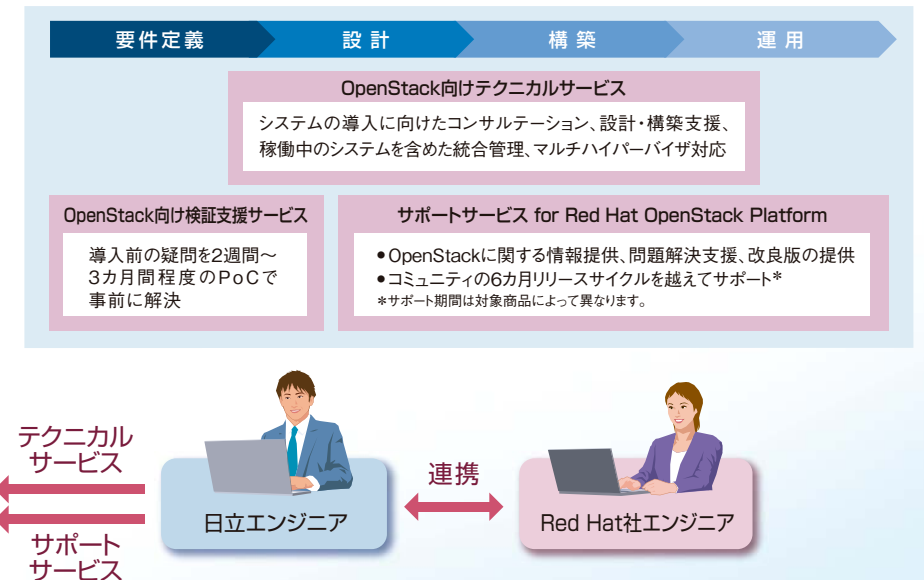 要件定義
設計
構築
運用
OpenStack向けテクニカルサービス
システムの導入に向けたコンサルテーション、設計・構築支援、
稼働中のシステムを含めた統合管理、マルチハイパーバイザ対応
OpenStack向け検証支援サービス
導入前の疑問を2週間～
3カ月間程度のPoCで
事前に解決
サポートサービス for Red Hat OpenStack Platform
●OpenStackに関する情報提供、問題解決支援、改良版の提供
●コミュニティの6カ月リリースサイクルを越えてサポート*
*サポート期間は対象商品によって異なります。
テクニカル
サービス
サポート
サービス
日立エンジニア
連携
Red Hat社エンジニア